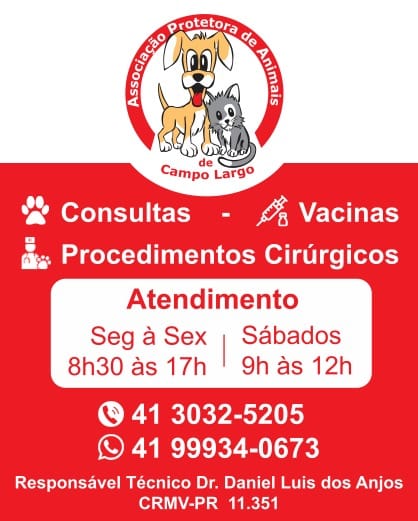 Associação Protetora de Animais
de
Campo Largo
Consultas - Vacinas
Procedimentos Cirúrgicos
Atendimento
Seg à Sex | Sábados
8h30 às 17h | 9h às 12h
41 3032-5205
41 99934-0673
Responsável Técnico Dr. Daniel Luis dos Anjos
CRMV-PR 11.351